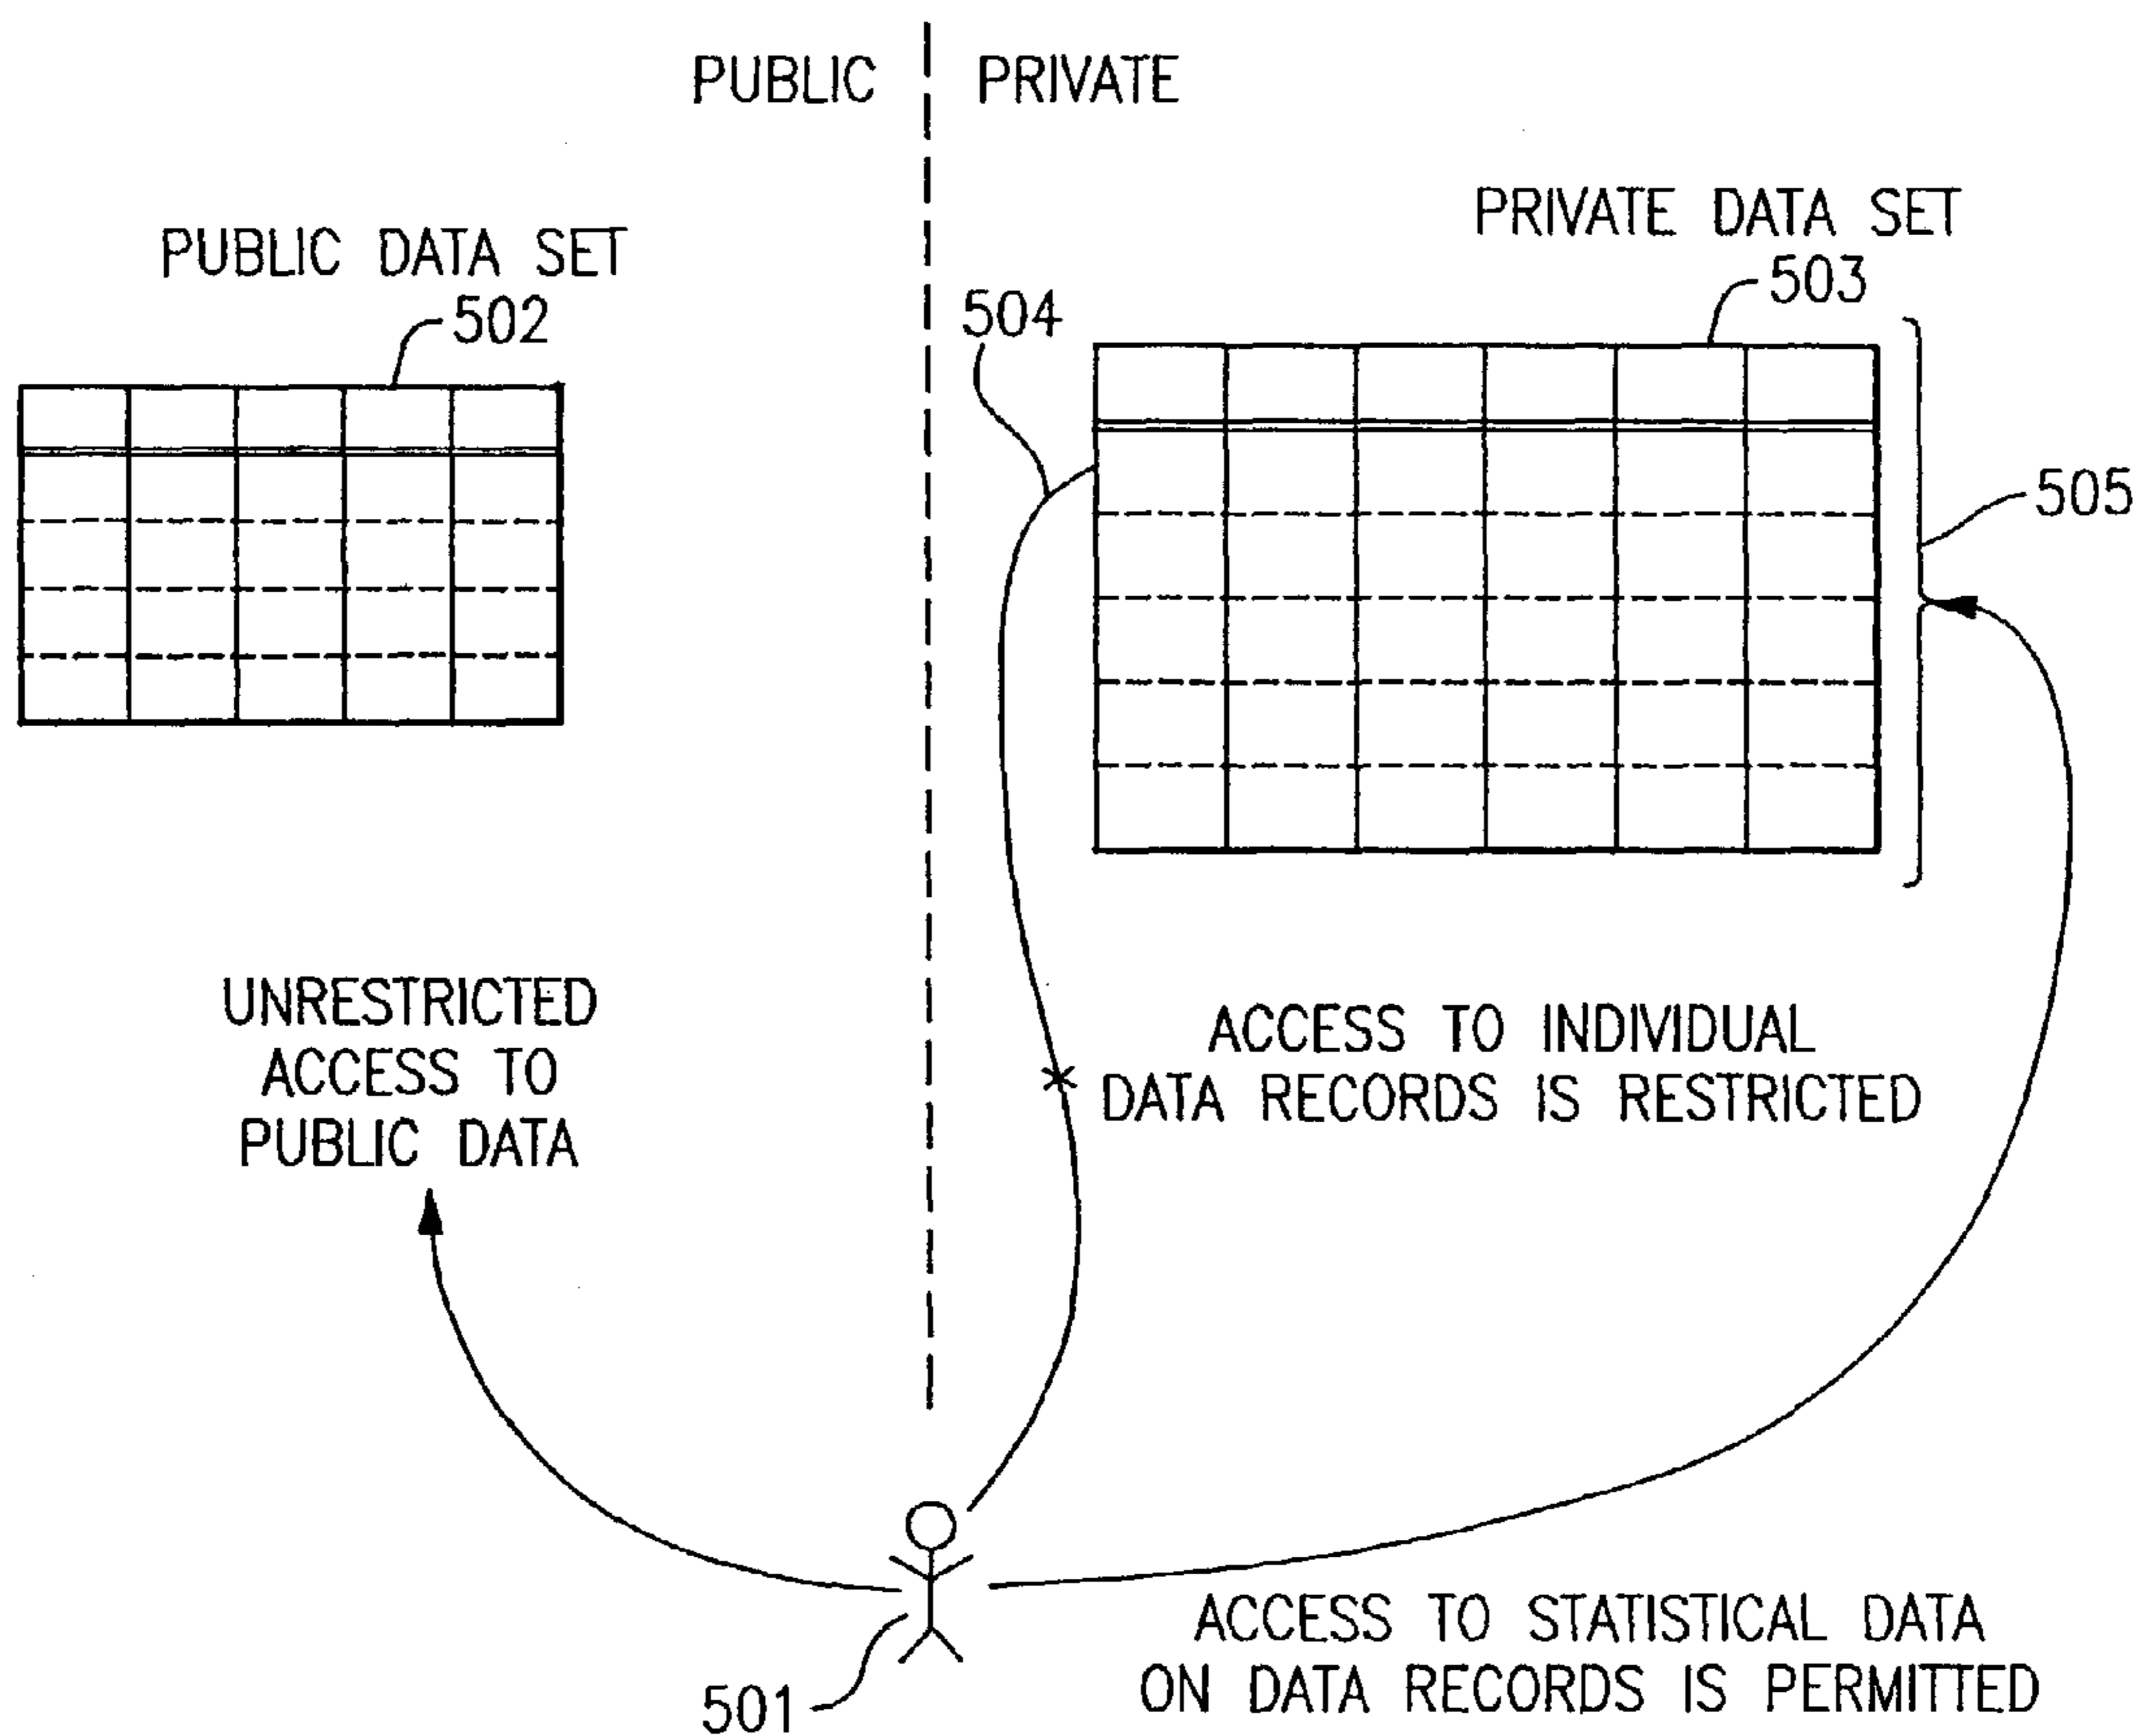 PUBLIC
PRIVATE
PUBLIC DATA SET
502
PRIVATE DATA SET
503
504
505
UNRESTRICTED
ACCESS TO
PUBLIC DATA
ACCESS TO INDIVIDUAL
DATA RECORDS IS RESTRICTED
501
ACCESS TO STATISTICAL DATA
ON DATA RECORDS IS PERMITTED